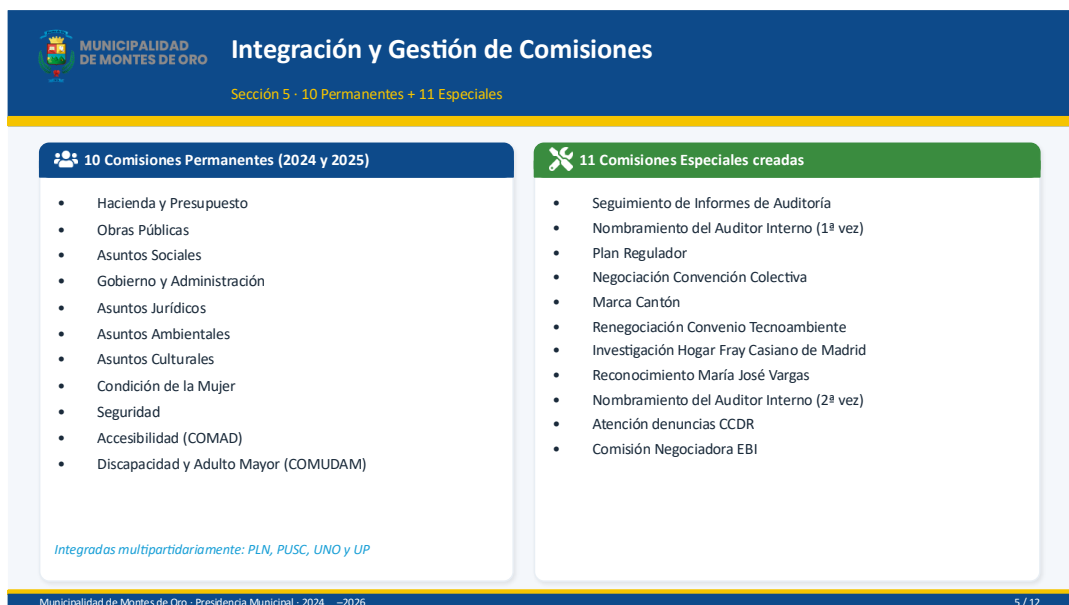 MUNICIPALIDAD
DE MONTES DE ORO
Integración y Gestión de Comisiones
Sección 5 · 10 Permanentes + 11 Especiales
10 Comisiones Permanentes (2024 y 2025)
• Hacienda y Presupuesto
• Obras Públicas
• Asuntos Sociales
• Gobierno y Administración
• Asuntos Jurídicos
• Asuntos Ambientales
• Asuntos Culturales
• Condición de la Mujer
• Seguridad
• Accesibilidad (COMAD)
• Discapacidad y Adulto Mayor (COMUDAM)
Integradas multipartidariamente: PLN, PUSC, UNO y UP
11 Comisiones Especiales creadas
• Seguimiento de Informes de Auditoría
• Nombramiento del Auditor Interno (1ª vez)
• Plan Regulador
• Negociación Convención Colectiva
• Marca Cantón
• Renegociación Convenio Tecnoambiente
• Investigación Hogar Fray Casiano de Madrid
• Reconocimiento María José Vargas
• Nombramiento del Auditor Interno (2ª vez)
• Atención denuncias CCDR
• Comisión Negociadora EBI
Municipalidad de Montes de Oro · Presidencia Municipal · 2024 –2026
5 / 12